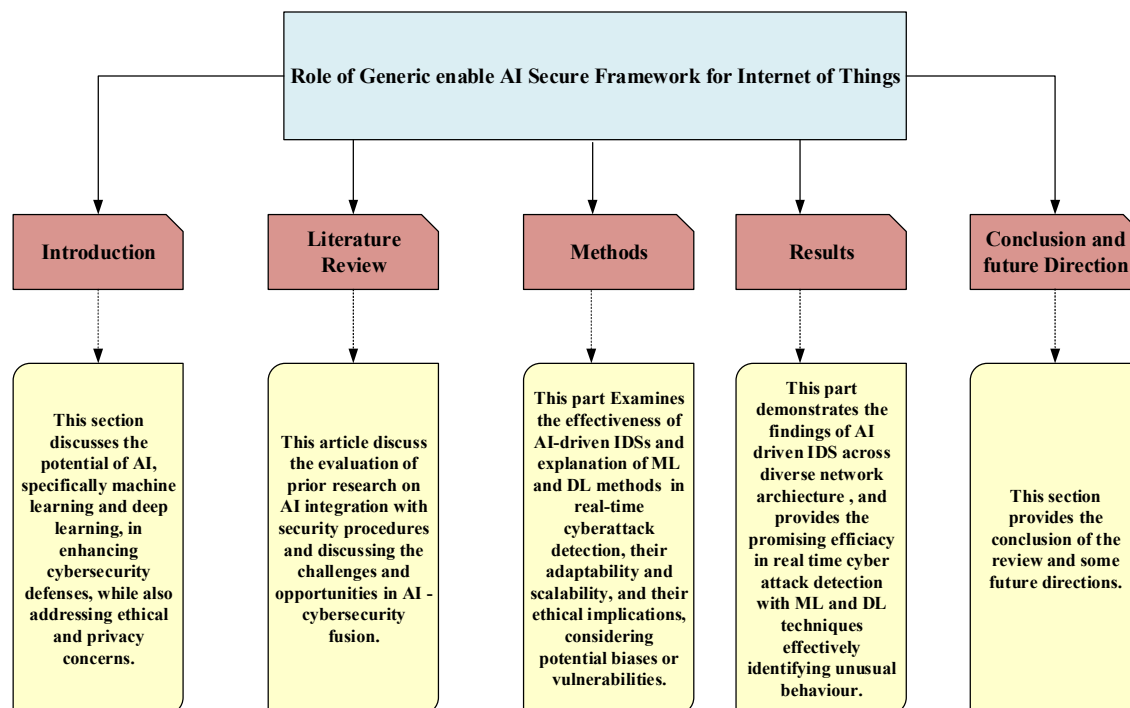 Role of Generic enable AI Secure Framework for Internet of Things
Introduction
Literature
Review
Methods
Results
Conclusion and
future Direction
This section
discusses the
potential of AI,
specifically machine
learning and deep
learning, in
enhancing
cybersecurity
defenses, while also
addressing ethical
and privacy
concerns.
This article discuss
the evaluation of
prior research on
AI integration with
security procedures
and discussing the
challenges and
opportunities in AI -
cybersecurity
fusion.
This part Examines
the effectiveness of
AI-driven IDSs and
explanation of ML
and DL methods in
real-time
cyberattack
detection, their
adaptability and
scalability, and their
ethical implications,
considering
potential biases or
vulnerabilities.
This part
demonstrates the
findings of AI
driven IDS across
diverse network
archiecture , and
provides the
promising efficiacy
in real time cyber
attack detection
with ML and DL
techniques
effectively
identifying unusual
behaviour.
This section
provides the
conclusion of the
review and some
future directions.